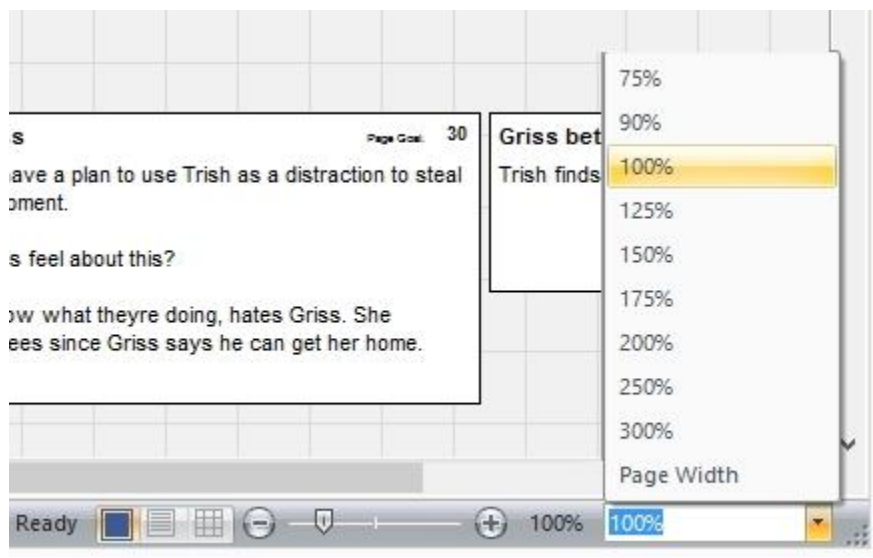 s Page Goal: 30
ave a plan to use Trish as a distraction to steal
oment.
s feel about this?
ow what theyre doing, hates Griss. She
ees since Griss says he can get her home.
Griss bet
Trish finds
75%
90%
100%
125%
150%
175%
200%
250%
300%
Page Width
Ready 100% 100%